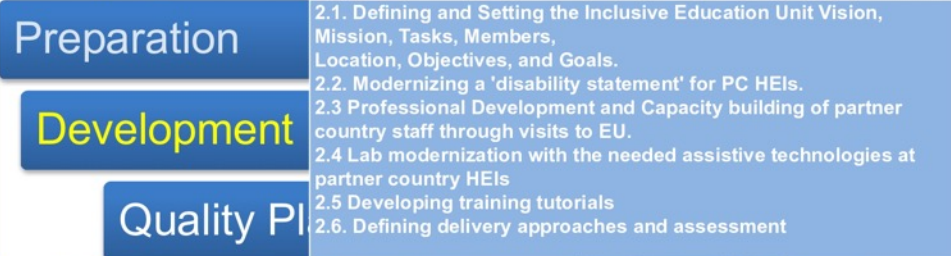 Preparation
Development
Quality Pl
2.1. Defining and Setting the Inclusive Education Unit Vision,
Mission, Tasks, Members,
Location, Objectives, and Goals.
2.2. Modernizing a 'disability statement' for PC HEIs.
2.3 Professional Development and Capacity building of partner
country staff through visits to EU.
2.4 Lab modernization with the needed assistive technologies at
partner country HEIs
2.5 Developing training tutorials
2.6. Defining delivery approaches and assessment